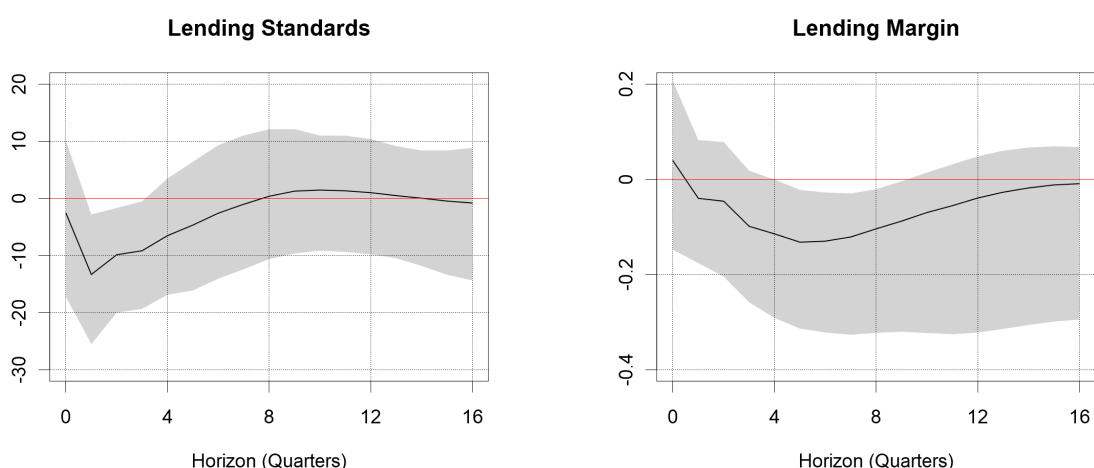 Lending Standards
20
10
0
-10
-20
-30
0 4 8 12 16
Horizon (Quarters)
Lending Margin
0.2
0
-0.2
-0.4
0 4 8 12 16
Horizon (Quarters)